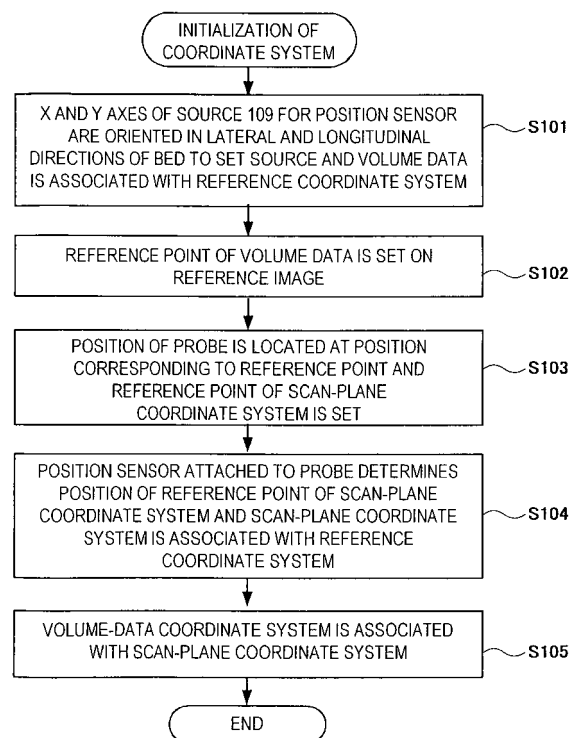 INITIALIZATION OF
COORDINATE SYSTEM
X AND Y AXES OF SOURCE 109 FOR POSITION SENSOR
ARE ORIENTED IN LATERAL AND LONGITUDINAL
DIRECTIONS OF BED TO SET SOURCE AND VOLUME DATA
IS ASSOCIATED WITH REFERENCE COORDINATE SYSTEM
S101
REFERENCE POINT OF VOLUME DATA IS SET ON
REFERENCE IMAGE
S102
POSITION OF PROBE IS LOCATED AT POSITION
CORRESPONDING TO REFERENCE POINT AND
REFERENCE POINT OF SCAN-PLANE
COORDINATE SYSTEM IS SET
S103
POSITION SENSOR ATTACHED TO PROBE DETERMINES
POSITION OF REFERENCE POINT OF SCAN-PLANE
COORDINATE SYSTEM AND SCAN-PLANE COORDINATE
SYSTEM IS ASSOCIATED WITH REFERENCE
COORDINATE SYSTEM
S104
VOLUME-DATA COORDINATE SYSTEM IS ASSOCIATED
WITH SCAN-PLANE COORDINATE SYSTEM
S105
END